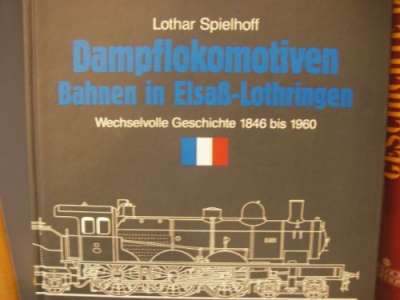 Lothar Spielhoff
Dampflokomotiven
Bahnen in Elsaß-Lothringen
Wechselvolle Geschichte 1846 bis 1960